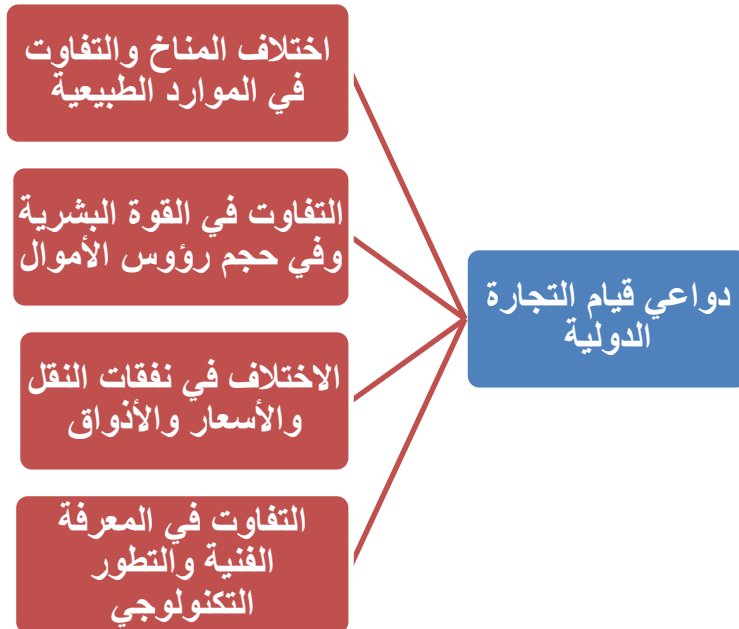 دواعي قيام التجارة
الدولية
اختلاف المناخ والتفاوت
في الموارد الطبيعية
التفاوت في القوة البشرية
وفي حجم رؤوس الأموال
الاختلاف في نفقات النقل
والأسعار والأذواق
التفاوت في المعرفة
الفنية والتطور
التكنولوجي